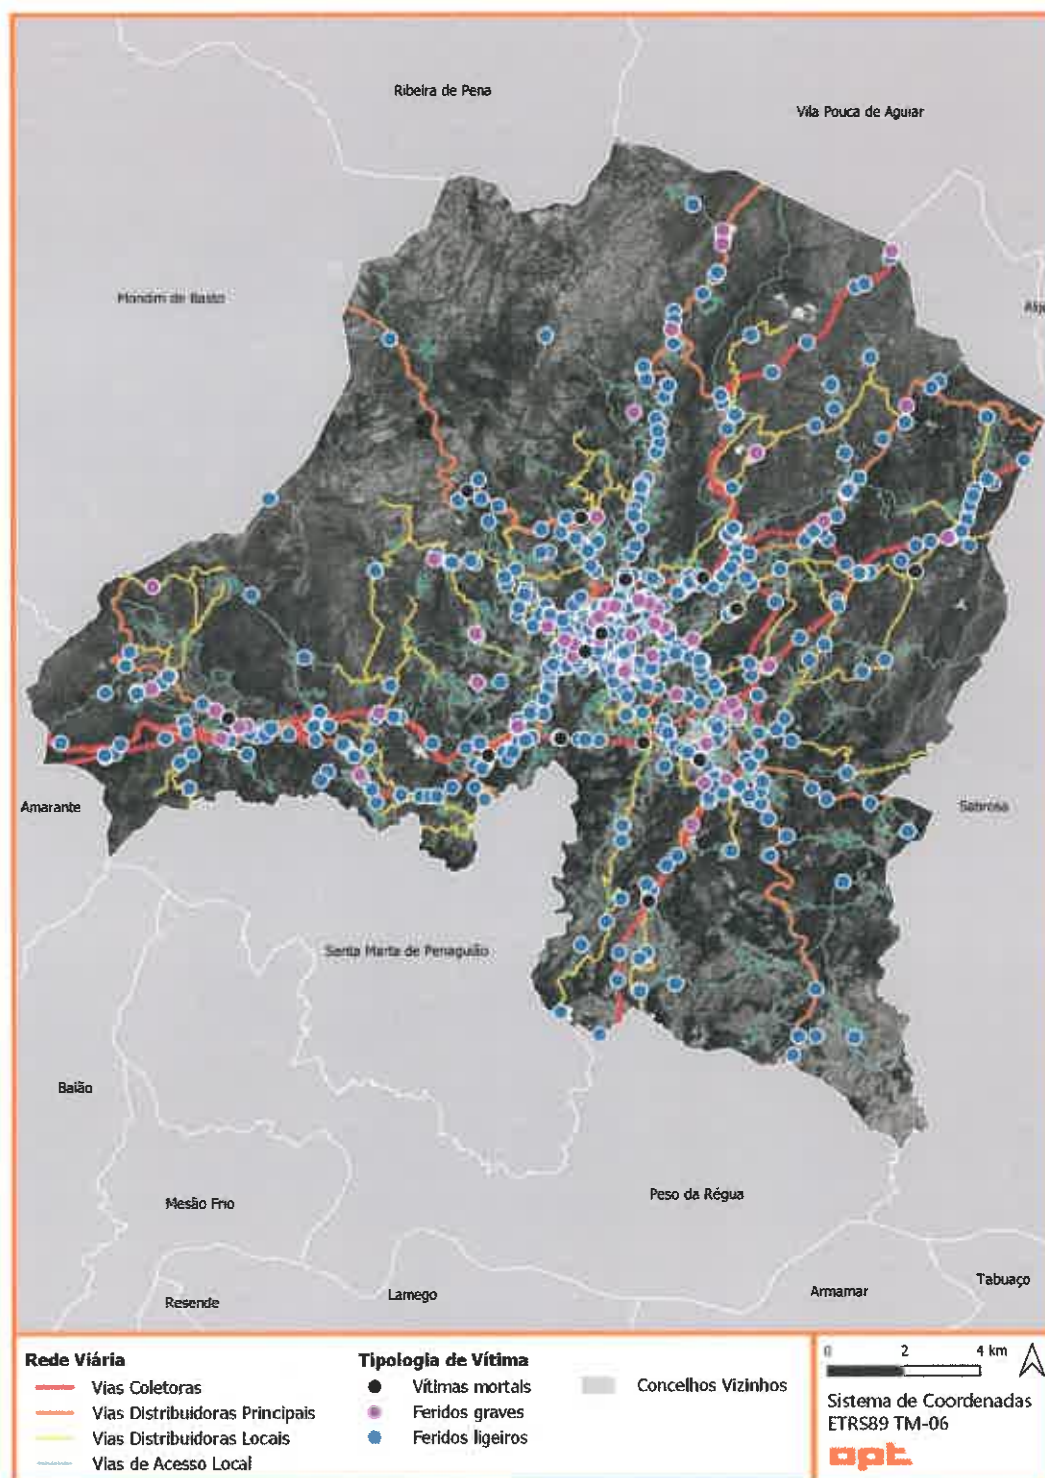 Ribeira de Pena
Vila Pouca de Aguiar
Mondim de Basto
Amarante
Sabrosa
Santa Marta de Penaguião
Baião
Peso da Régua
Mesão Frio
Tabuaço
Armamar
Lamego
Resende
Rede Viária
Vias Coletoras
Vias Distribuidoras Principais
Vias Distribuidoras Locais
Vias de Acesso Local
Tipologia de Vítima
Vítimas mortais
Feridos graves
Feridos ligeiros
Concelhos Vizinhos
0 2 4 km
Sistema de Coordenadas
ETRS89 TM-06
opt